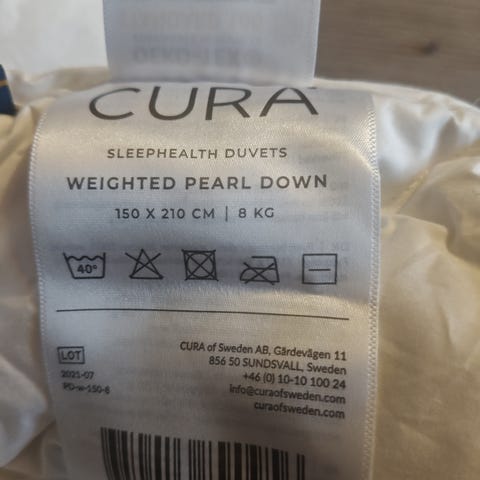 CURA
SLEEPHEALTH DUVETS
WEIGHTED PEARL DOWN
150 X 210 CM | 8 KG
40°
LOT
2021-07
PD-w-150-8
CURA of Sweden AB, Gärdevägen 11
856 50 SUNDSVALL, Sweden
+46 (0) 10-10 100 24
info@curaofsweden.com
curaofsweden.com